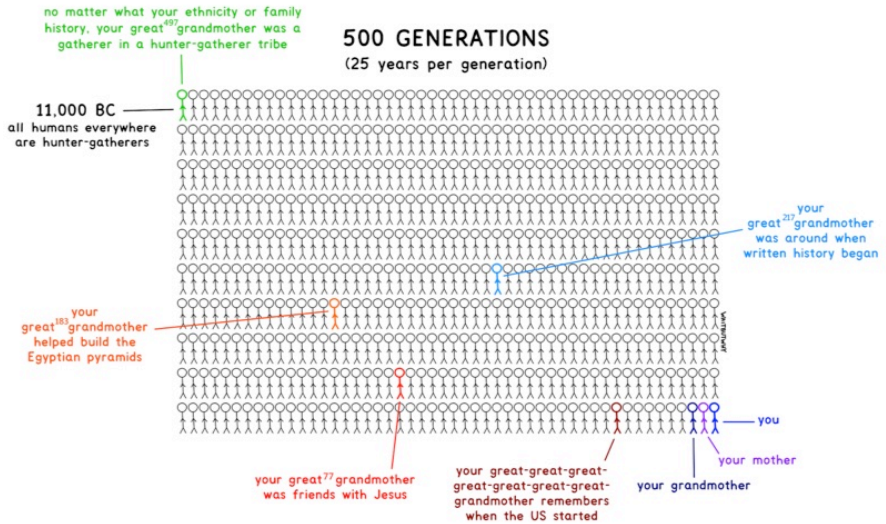 no matter what your ethnicity or family
history, your great⁴⁹⁷grandmother was a
gatherer in a hunter-gatherer tribe
500 GENERATIONS
(25 years per generation)
11,000 BC
all humans everywhere
are hunter-gatherers
your
great²¹⁷grandmother
was around when
written history began
your
great¹⁸³grandmother
helped build the
Egyptian pyramids
WAITBUTWHY
you
your mother
your grandmother
your great⁷⁷grandmother
was friends with Jesus
your great-great-great-
great-great-great-great-
grandmother remembers
when the US started